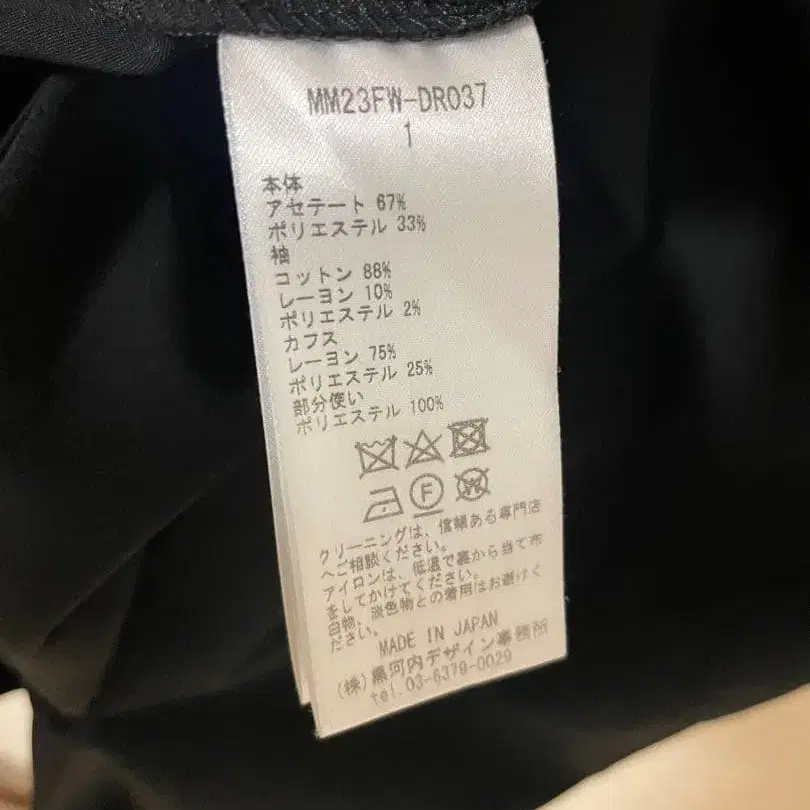 MM23FW-DR037
1
本体
アセテート 67%
ポリエステル 33%
袖
コットン 88%
レーヨン 10%
ポリエステル 2%
カフス
レーヨン 75%
ポリエステル 25%
部分使い
ポリエステル 100%
F
W
クリーニングは、信頼ある専門店
へご相談ください。
アイロンは、低温で裏から当て布
をしてかけてください。
白物、淡色物との着用はお避けく
ださい。
MADE IN JAPAN
(株)黒河内デザイン事務所
tel.03-6379-0029